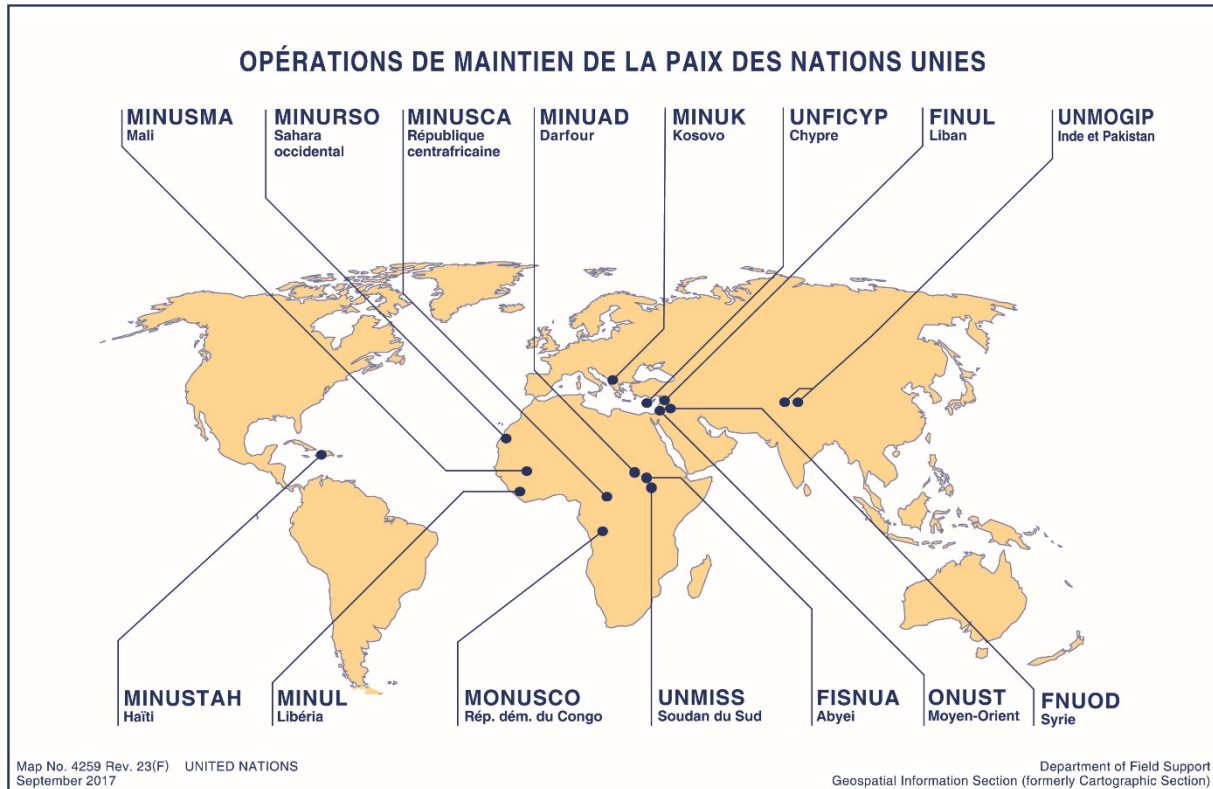 OPÉRATIONS DE MAINTIEN DE LA PAIX DES NATIONS UNIES
MINUSMA
Mali
MINURSO
Sahara
occidental
MINUSCA
République
centrafricaine
MINUAD
Darfour
MINUK
Kosovo
UNFICYP
Chypre
FINUL
Liban
UNMOGIP
Inde et Pakistan
MINUSTAH
Haïti
MINUL
Libéria
MONUSCO
Rép. dém. du Congo
UNMISS
Soudan du Sud
FISNUA
Abyei
ONUST
Moyen-Orient
FNUOD
Syrie
Map No. 4259 Rev. 23(F) UNITED NATIONS
September 2017
Department of Field Support
Geospatial Information Section (formerly Cartographic Section)